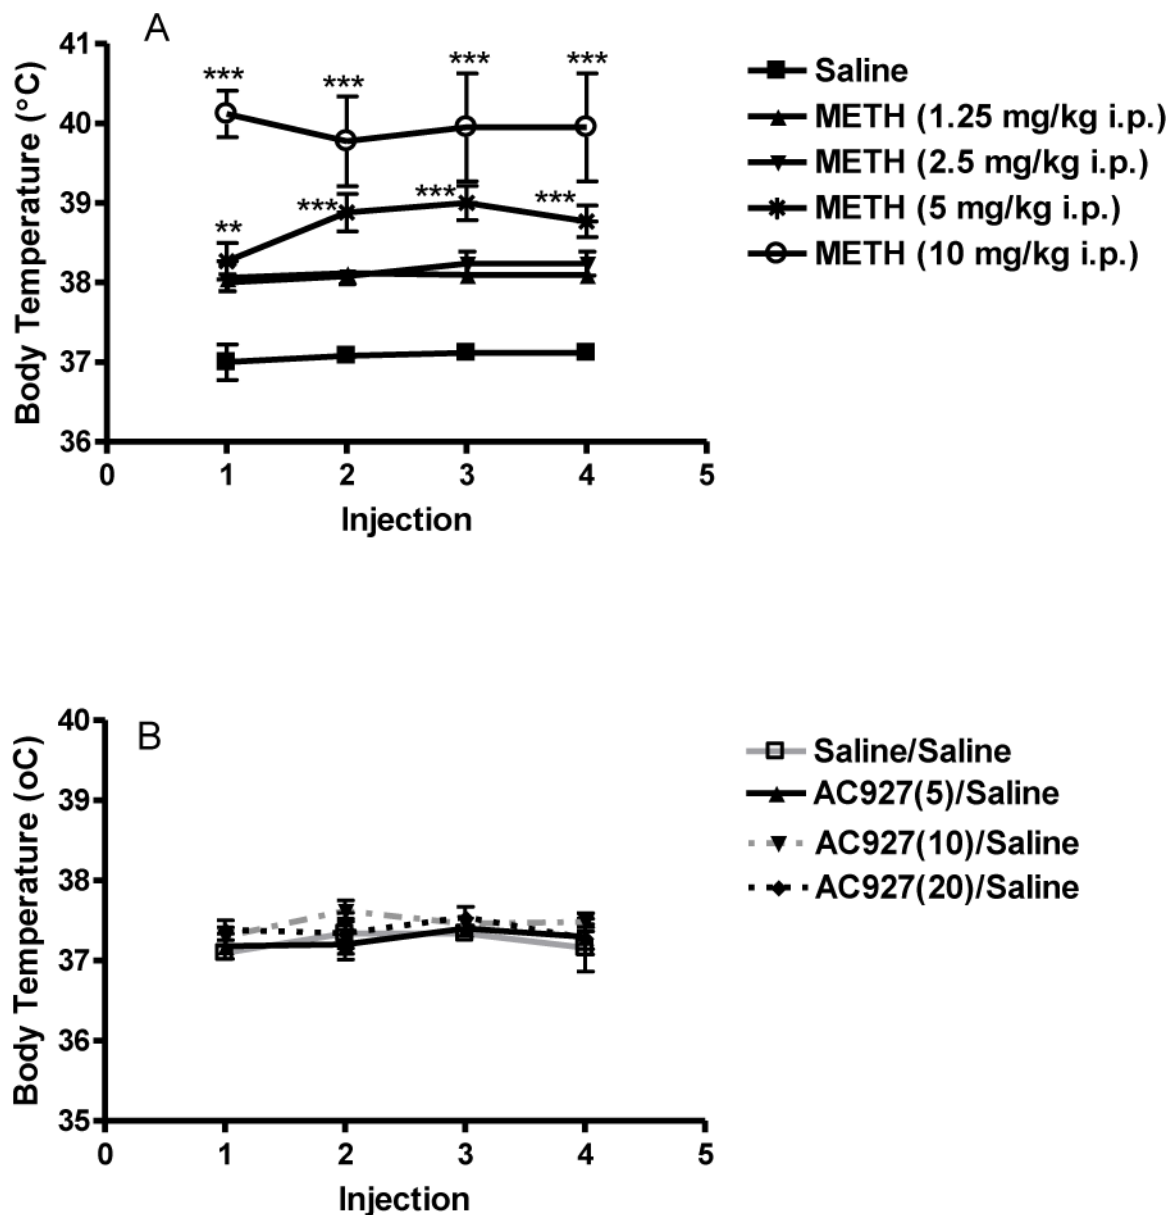 A
41
40
39
38
37
36
Body Temperature (°C)
***
***
***
***
**
***
***
***
0
1
2
3
4
5
Injection
Saline
METH (1.25 mg/kg i.p.)
METH (2.5 mg/kg i.p.)
METH (5 mg/kg i.p.)
METH (10 mg/kg i.p.)
B
40
39
38
37
36
35
Body Temperature (oC)
0
1
2
3
4
5
Injection
Saline/Saline
AC927(5)/Saline
AC927(10)/Saline
AC927(20)/Saline